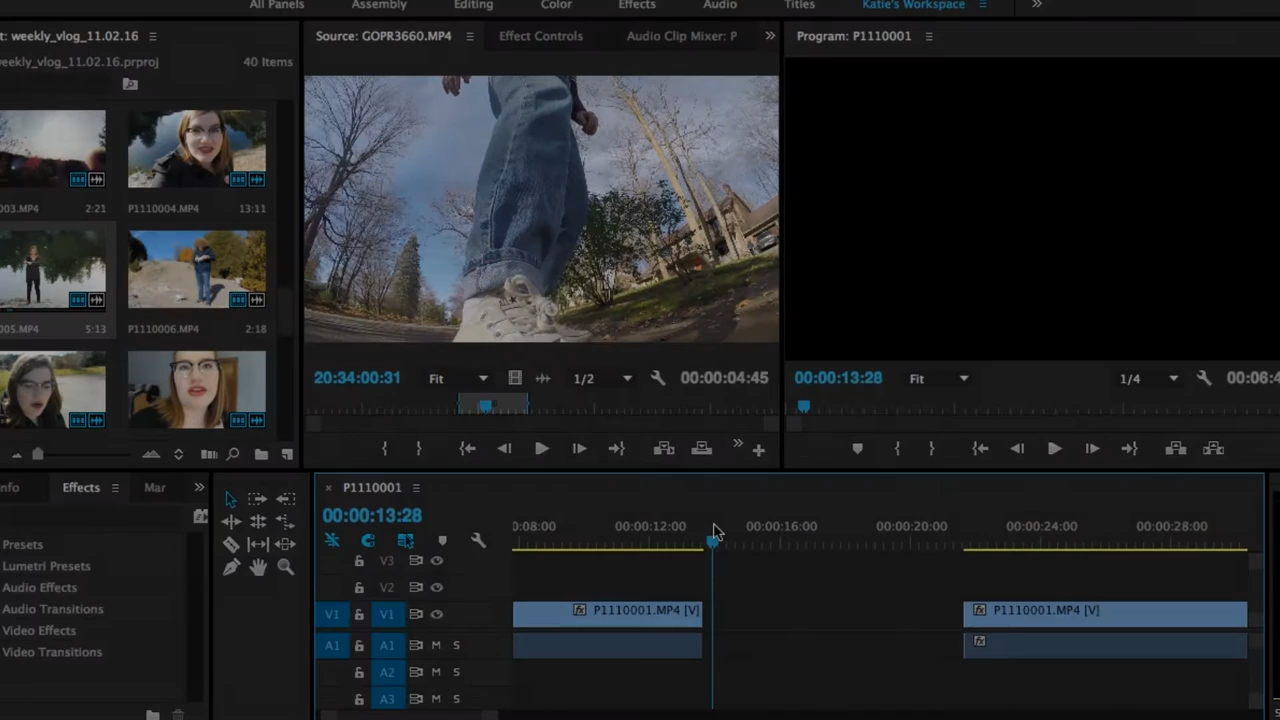 All Panels Assembly Editing Color Effects Audio Titles Katie's Workspace
t: weekly_vlog_11.02.16
Source: GOPR3660.MP4 Effect Controls Audio Clip Mixer: P
Program: P1110001
eekly_vlog_11.02.16.prproj 40 Items
003.MP4 2:21 P1110004.MP4 13:11
005.MP4 5:13 P1110006.MP4 2:18
20:34:00:31 Fit 1/2 00:00:04:45
00:00:13:28 Fit 1/4 00:06:4
nfo Effects Mar
Presets
Lumetri Presets
Audio Effects
Audio Transitions
Video Effects
Video Transitions
× P1110001
00:00:13:28
0:08:00 00:00:12:00 00:00:16:00 00:00:20:00 00:00:24:00 00:00:28:00
V3
V2
V1 V1 fx P1110001.MP4 [V] fx P1110001.MP4 [V]
A1 A1 M S fx
A2 M S
A3 M S